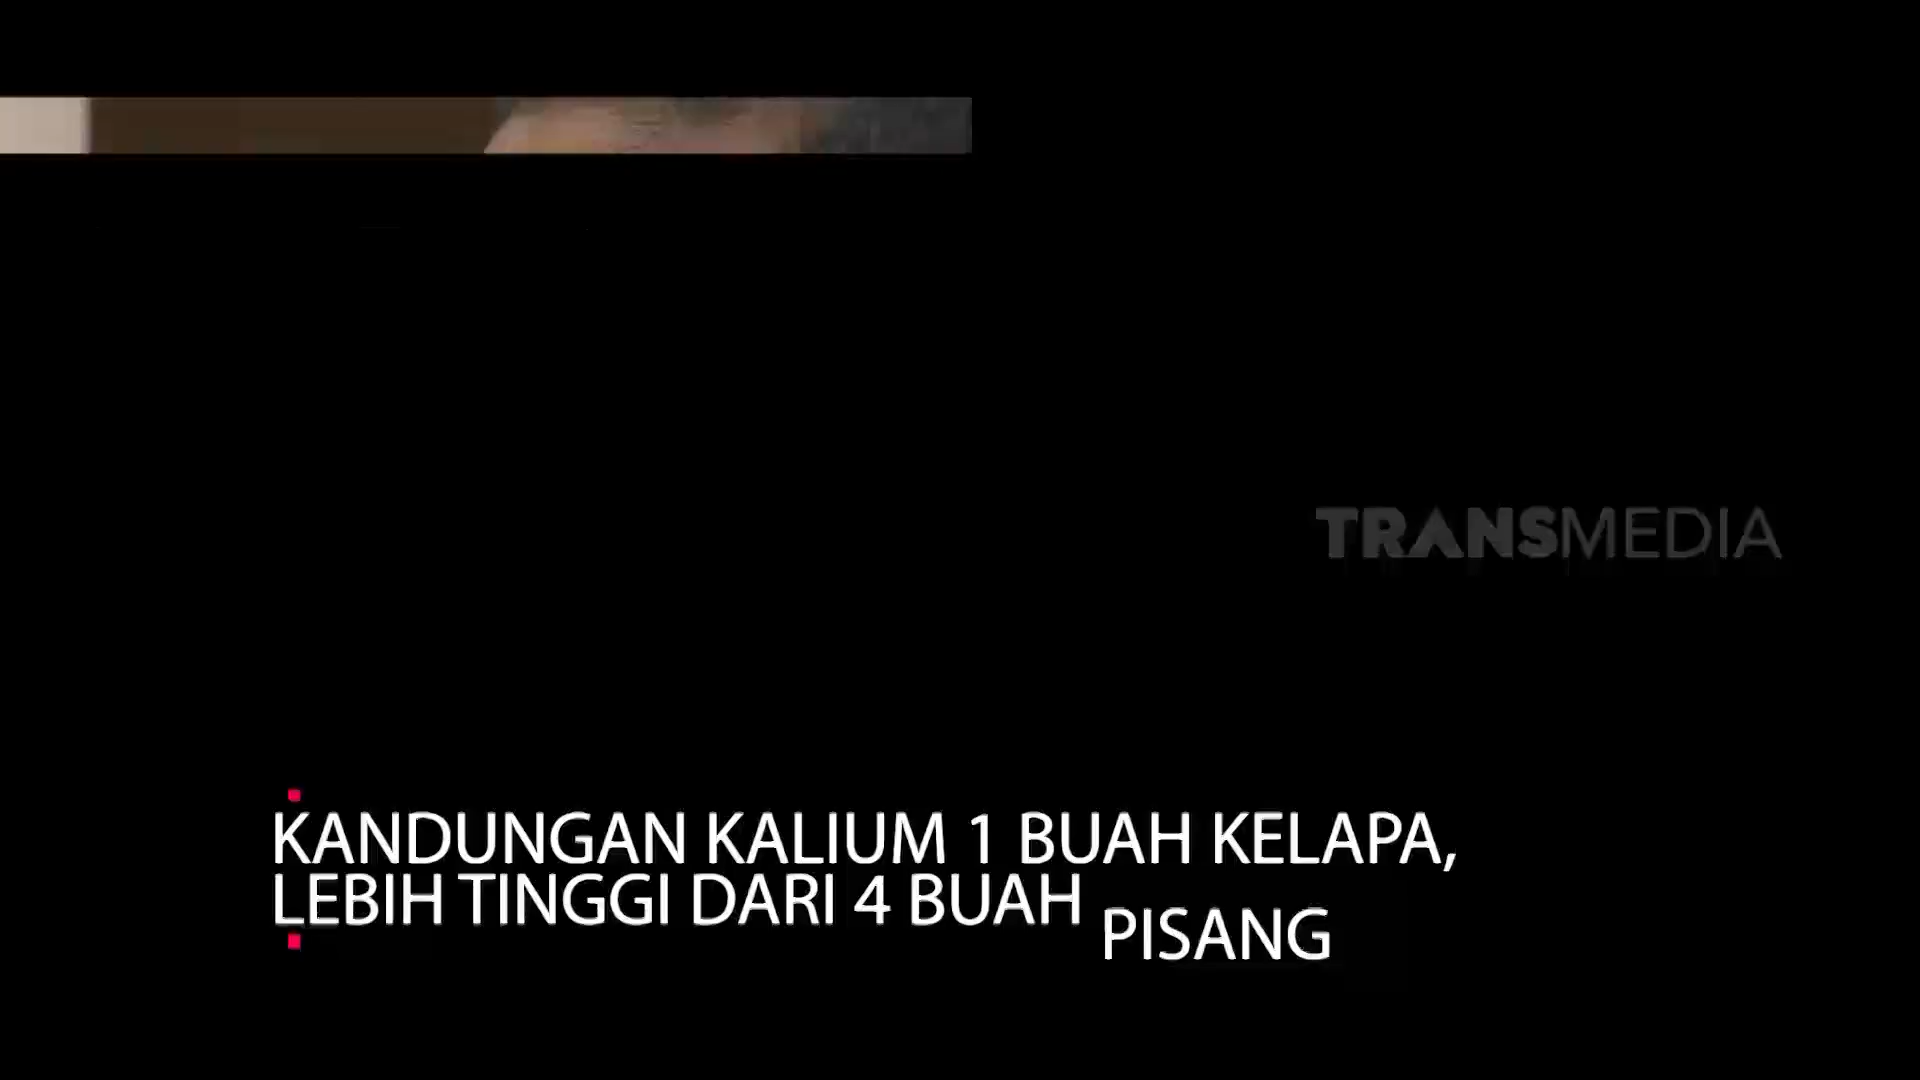 TRANSMEDIA
KANDUNGAN KALIUM 1 BUAH KELAPA,
LEBIH TINGGI DARI 4 BUAH PISANG